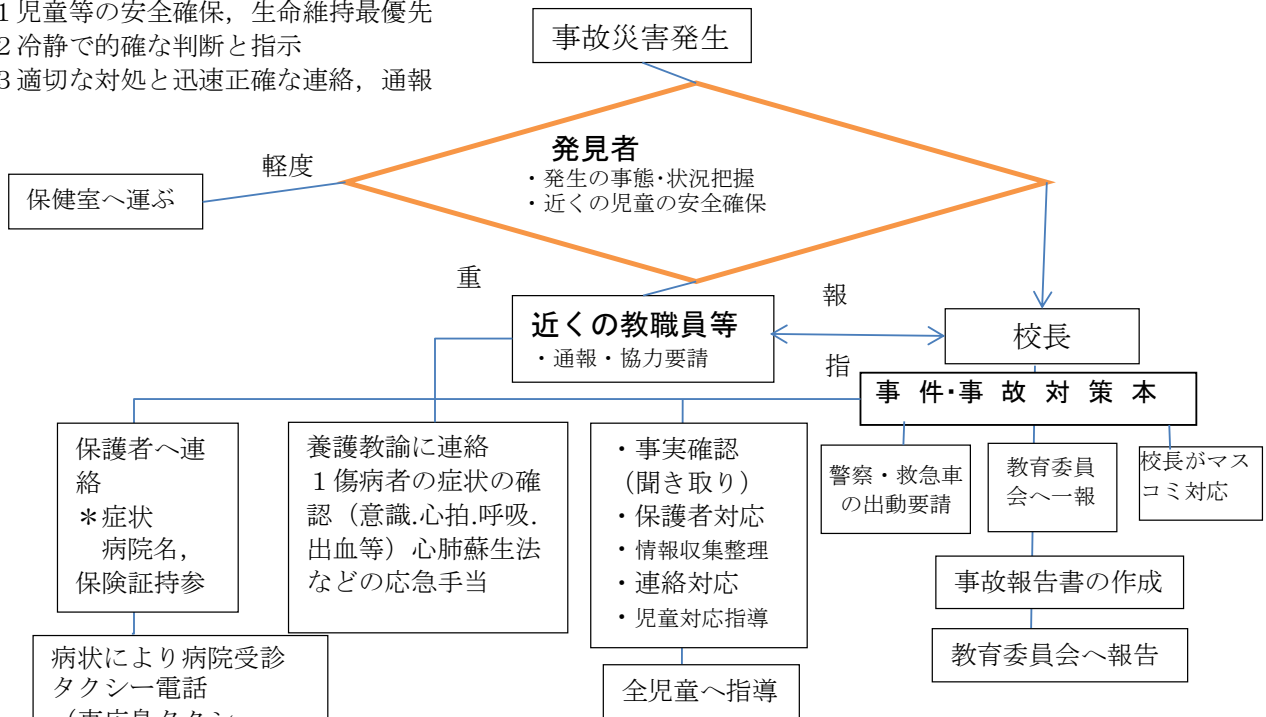 1 児童等の安全確保，生命維持最優先
2 冷静で的確な判断と指示
3 適切な対処と迅速正確な連絡，通報
事故災害発生
発見者
・発生の事態･状況把握
・近くの児童の安全確保
軽度
保健室へ運ぶ
重
近くの教職員等
・通報・協力要請
報
指
校長
事 件･事 故 対 策 本
保護者へ連
絡
＊症状
病院名，
保険証持参
養護教諭に連絡
１傷病者の症状の確
認（意識.心拍.呼吸.
出血等）心肺蘇生法
などの応急手当
・事実確認
（聞き取り）
・保護者対応
・情報収集整理
・連絡対応
・児童対応指導
警察・救急車
の出動要請
教育委員
会へ一報
校長がマス
コミ対応
事故報告書の作成
教育委員会へ報告
病状により病院受診
タクシー電話
全児童へ指導